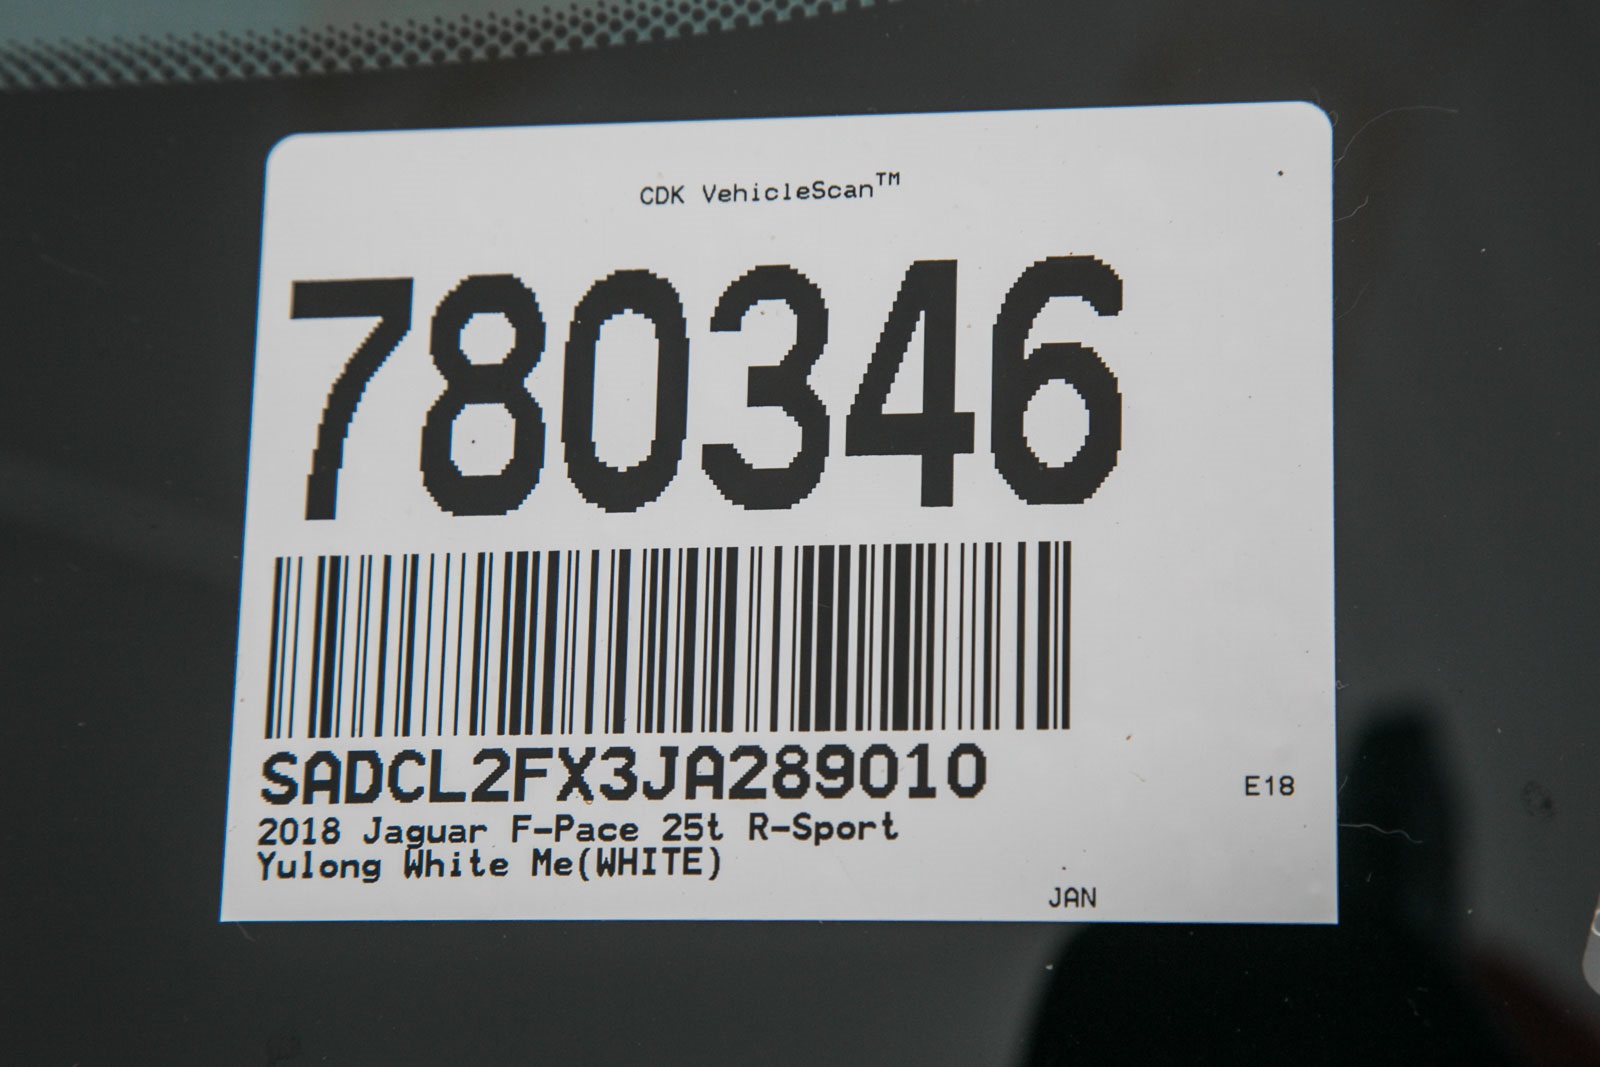 CDK VehicleScan™
780346
SADCL2FX3JA289010
E18
2018 Jaguar F-Pace 25t R-Sport
Yulong White Me(WHITE)
JAN